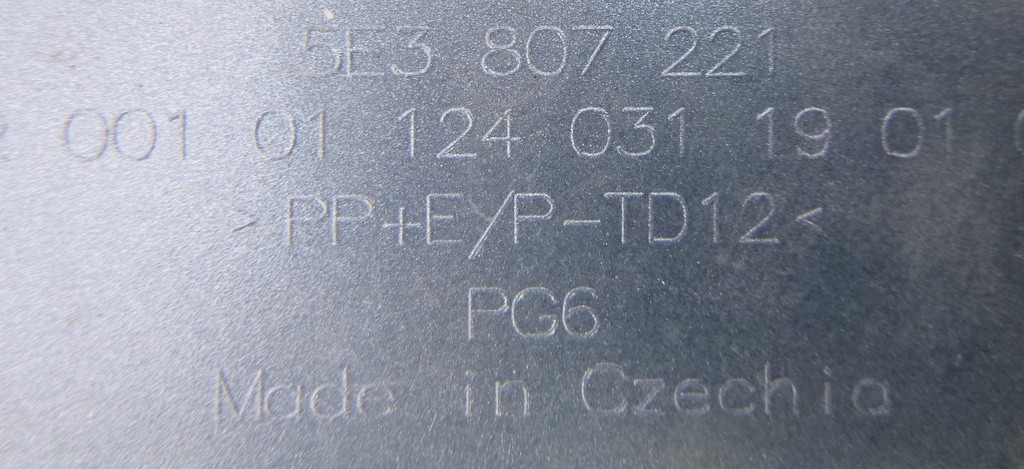 5E3 807 221
001 01 124 031 19 01
>PP+E/P-TD12<
PG6
Made in Czechia